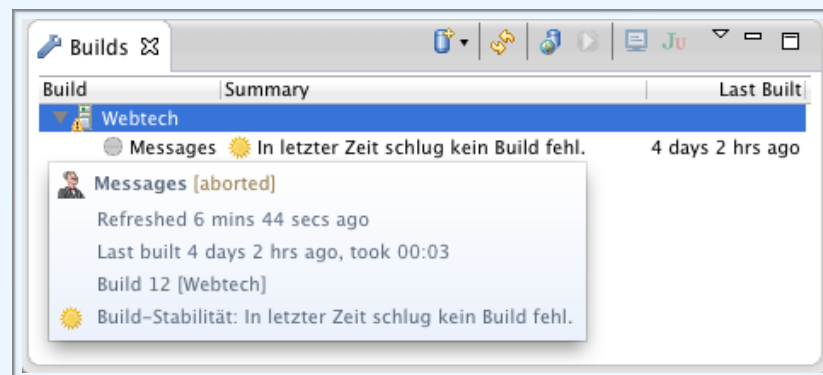 Builds
JU
Build Summary Last Built
Webtech
Messages In letzter Zeit schlug kein Build fehl. 4 days 2 hrs ago
Messages [aborted]
Refreshed 6 mins 44 secs ago
Last built 4 days 2 hrs ago, took 00:03
Build 12 [Webtech]
Build-Stabilität: In letzter Zeit schlug kein Build fehl.